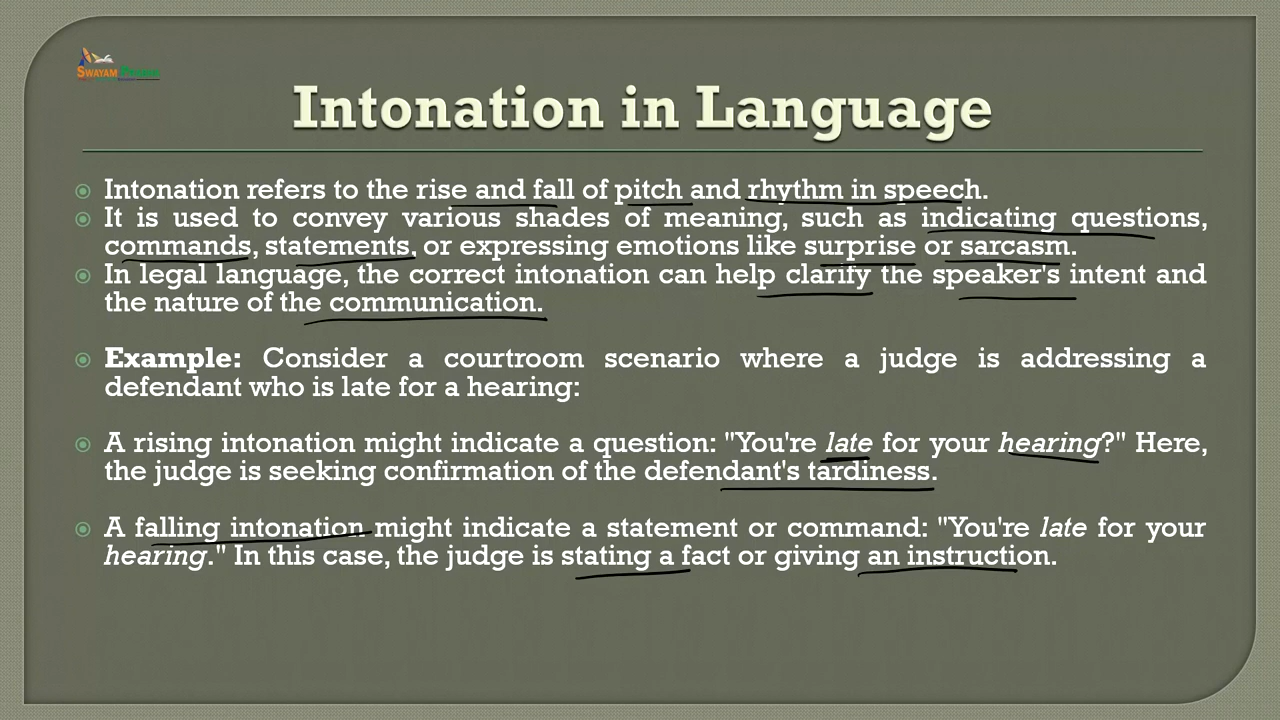 SWAYAM PRABHA
Intonation in Language
Intonation refers to the rise and fall of pitch and rhythm in speech.
It is used to convey various shades of meaning, such as indicating questions,
commands, statements, or expressing emotions like surprise or sarcasm.
In legal language, the correct intonation can help clarify the speaker's intent and
the nature of the communication.
Example: Consider a courtroom scenario where a judge is addressing a
defendant who is late for a hearing:
A rising intonation might indicate a question: "You're late for your hearing?" Here,
the judge is seeking confirmation of the defendant's tardiness.
A falling intonation might indicate a statement or command: "You're late for your
hearing." In this case, the judge is stating a fact or giving an instruction.